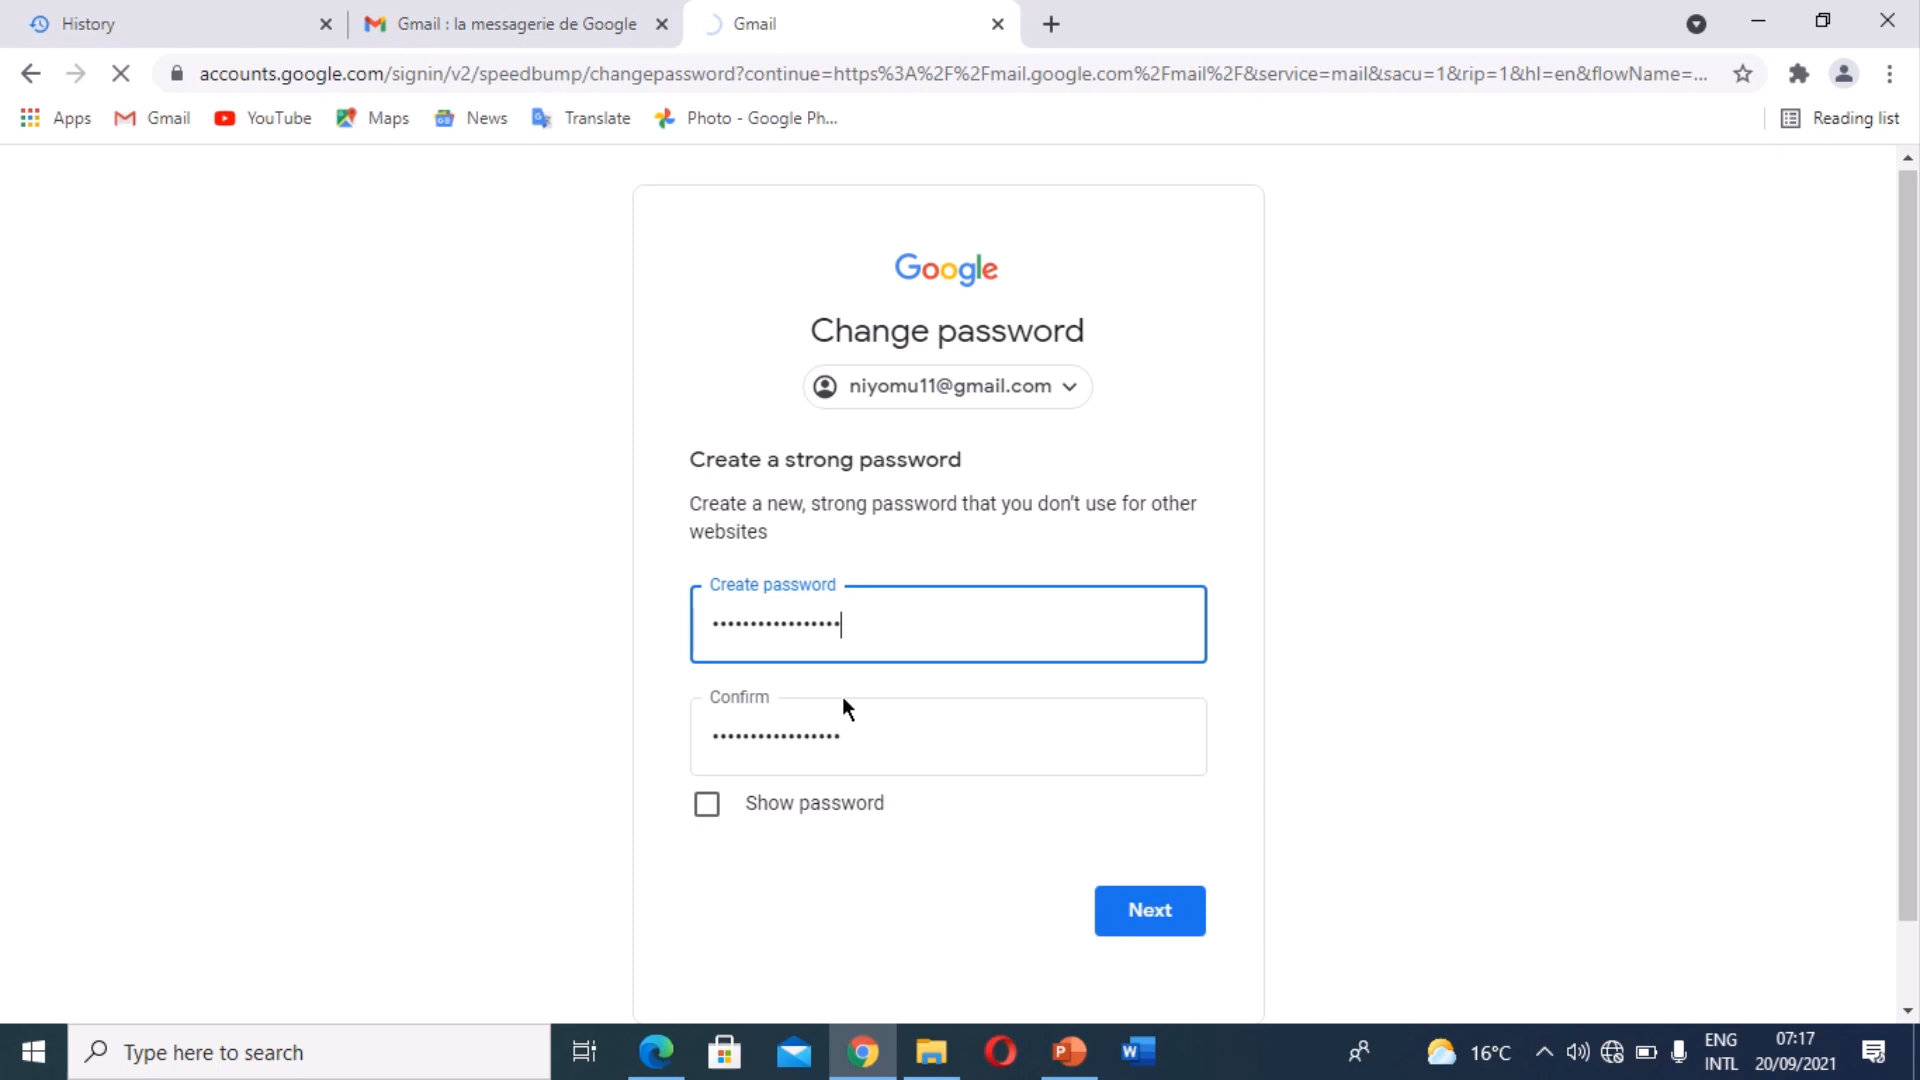 History
Gmail : la messagerie de Google
Gmail
accounts.google.com/signin/v2/speedbump/changepassword?continue=https%3A%2F%2Fmail.google.com%2Fmail%2F&service=mail&sacu=1&rip=1&hl=en&flowName=...
Apps
Gmail
YouTube
Maps
News
Translate
Photo - Google Ph...
Reading list
Google
Change password
niyomu11@gmail.com
Create a strong password
Create a new, strong password that you don't use for other
websites
Create password
•••••••••••••••••
Confirm
•••••••••••••••••
Show password
Next
Type here to search
16°C
ENG
INTL
07:17
20/09/2021